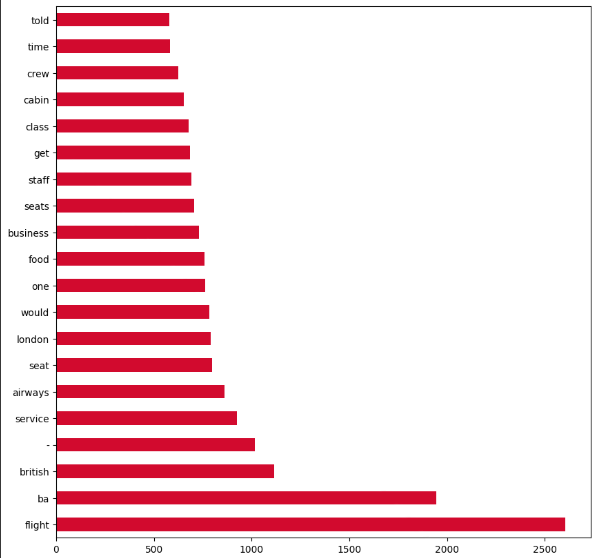 told
time
crew
cabin
class
get
staff
seats
business
food
one
would
london
seat
airways
service
-
british
ba
flight
0 500 1000 1500 2000 2500